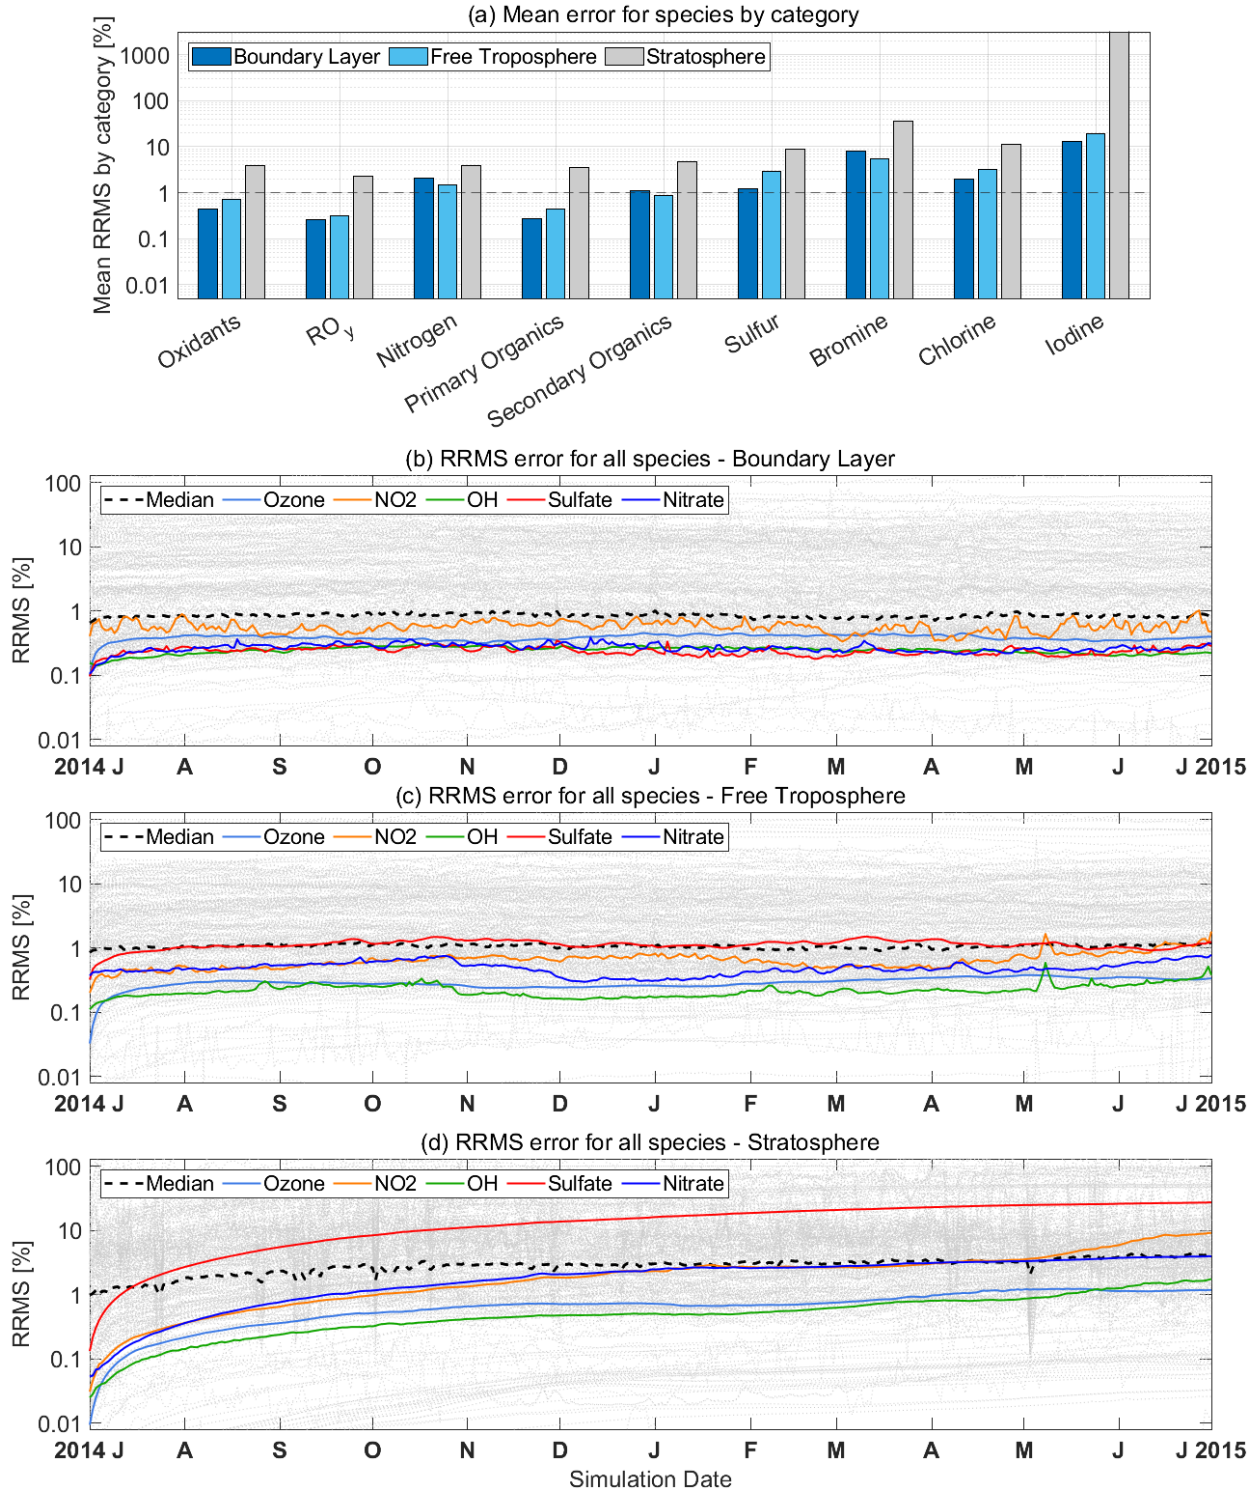 (a) Mean error for species by category
Mean RRMS by category [%]
1000
100
10
1
0.1
0.01
Boundary Layer Free Troposphere Stratosphere
Oxidants RO y Nitrogen Primary Organics Secondary Organics Sulfur Bromine Chlorine Iodine
(b) RRMS error for all species - Boundary Layer
RRMS [%]
100
10
1
0.1
0.01
Median Ozone NO2 OH Sulfate Nitrate
2014 J A S O N D J F M A M J J 2015
(c) RRMS error for all species - Free Troposphere
RRMS [%]
100
10
1
0.1
0.01
Median Ozone NO2 OH Sulfate Nitrate
2014 J A S O N D J F M A M J J 2015
(d) RRMS error for all species - Stratosphere
RRMS [%]
100
10
1
0.1
0.01
Median Ozone NO2 OH Sulfate Nitrate
2014 J A S O N D J F M A M J J 2015
Simulation Date